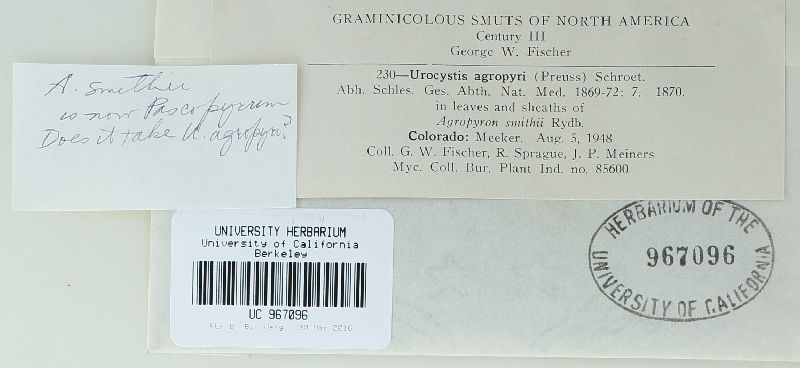 GRAMINICOLOUS SMUTS OF NORTH AMERICA
Century III
George W. Fischer
230—Urocystis agropyri (Preuss) Schroet.
Abh. Schles. Ges. Abth. Nat. Med. 1869-72: 7. 1870.
in leaves and sheaths of
Agropyron smithii Rydb.
Colorado: Meeker. Aug. 5, 1948
Coll. G. W. Fischer, R. Sprague, J. P. Meiners
Myc. Coll. Bur. Plant Ind. no. 85600
A. smithii
is now Pascopyrum
Does it take U. agropyri?
UNIVERSITY HERBARIUM
University of California
Berkeley
UC 967096
30 Mar 2016
HERBARIUM OF THE
967096
UNIVERSITY OF CALIFORNIA